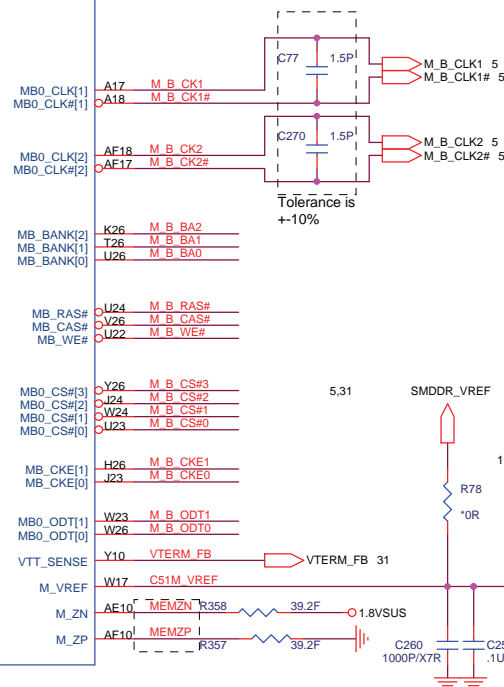 C77 1.5P
M_B_CLK1 5
M_B_CLK1# 5
MB0_CLK[1] A17 M_B_CK1
MB0_CLK#[1] A18 M_B_CK1#
C270 1.5P
M_B_CLK2 5
M_B_CLK2# 5
MB0_CLK[2] AF18 M_B_CK2
MB0_CLK#[2] AF17 M_B_CK2#
Tolerance is
+-10%
MB_BANK[2] K26 M_B_BA2
MB_BANK[1] T26 M_B_BA1
MB_BANK[0] U26 M_B_BA0
MB_RAS# U24 M_B_RAS#
MB_CAS# V26 M_B_CAS#
MB_WE# U22 M_B_WE#
MB0_CS#[3] Y26 M_B_CS#3
MB0_CS#[2] J24 M_B_CS#2
MB0_CS#[1] W24 M_B_CS#1
MB0_CS#[0] U23 M_B_CS#0
5,31 SMDDR_VREF
MB_CKE[1] H26 M_B_CKE1
MB_CKE[0] J23 M_B_CKE0
1
R78
*0R
MB0_ODT[1] W23 M_B_ODT1
MB0_ODT[0] W26 M_B_ODT0
VTT_SENSE Y10 VTERM_FB VTERM_FB 31
M_VREF W17 C51M_VREF
M_ZN AE10 MEMZN R358 39.2F 1.8VSUS
M_ZP AF10 MEMZP R357 39.2F
C260
1000P/X7R
.1U